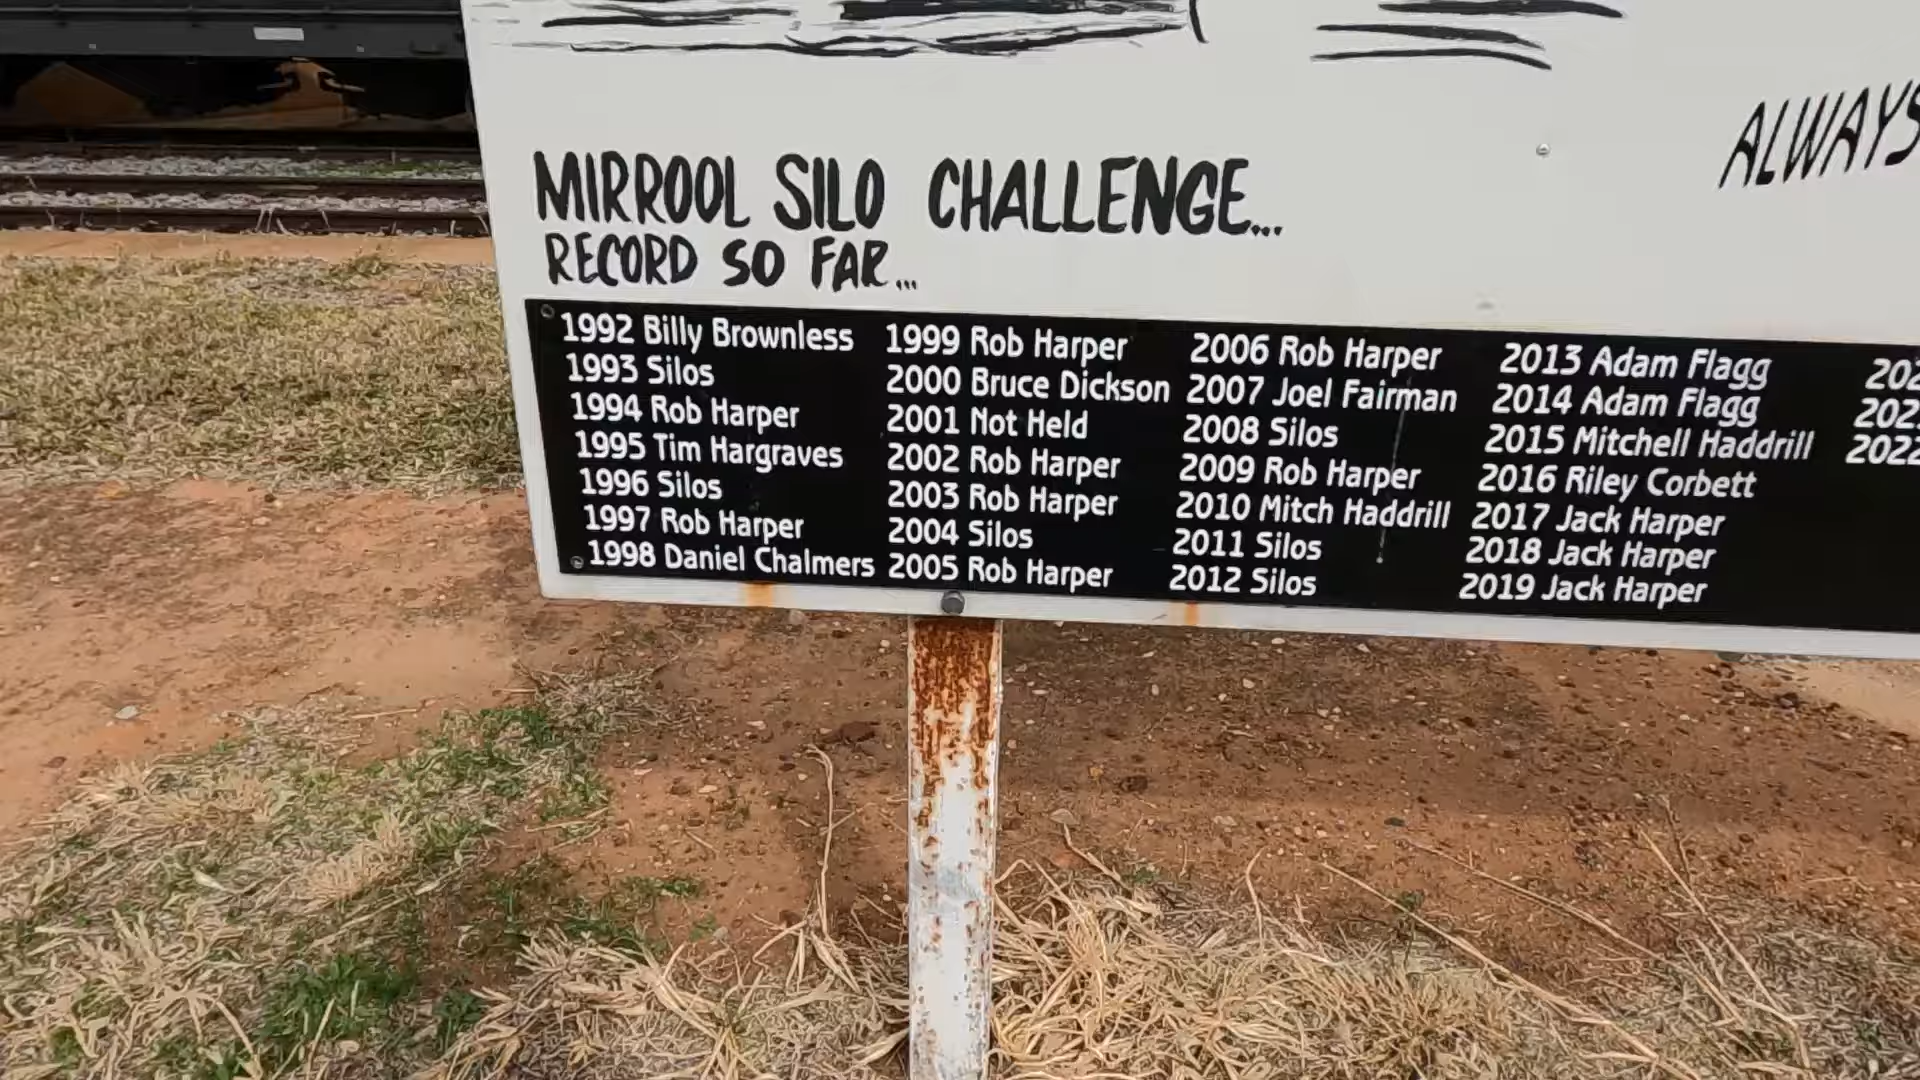 ALWAYS
MIRROOL SILO CHALLENGE...
RECORD SO FAR...
1992 Billy Brownless
1993 Silos
1994 Rob Harper
1995 Tim Hargraves
1996 Silos
1997 Rob Harper
1998 Daniel Chalmers
1999 Rob Harper
2000 Bruce Dickson
2001 Not Held
2002 Rob Harper
2003 Rob Harper
2004 Silos
2005 Rob Harper
2006 Rob Harper
2007 Joel Fairman
2008 Silos
2009 Rob Harper
2010 Mitch Haddrill
2011 Silos
2012 Silos
2013 Adam Flagg
2014 Adam Flagg
2015 Mitchell Haddrill
2016 Riley Corbett
2017 Jack Harper
2018 Jack Harper
2019 Jack Harper
2022